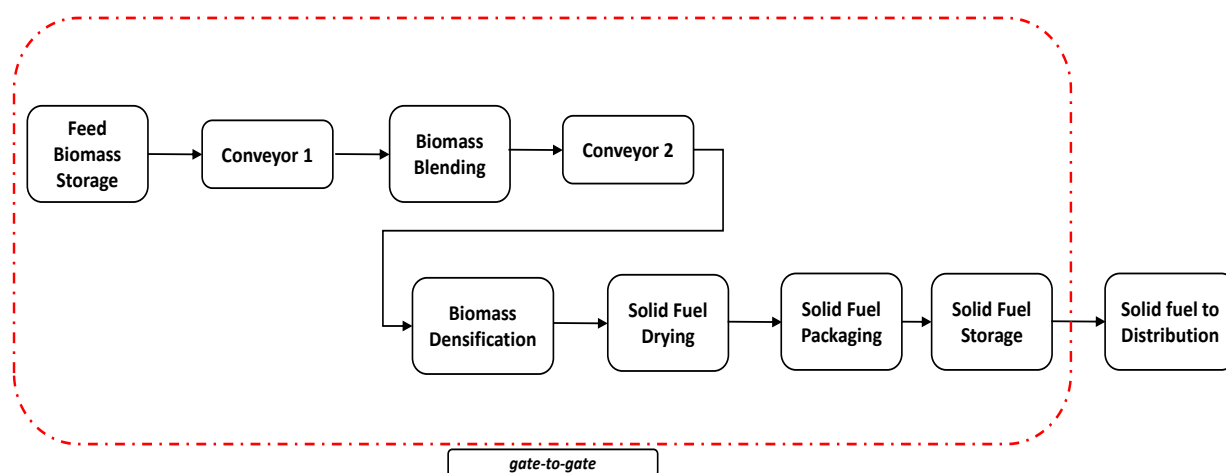 Feed
Biomass
Storage
Conveyor 1
Biomass
Blending
Conveyor 2
Biomass
Densification
Solid Fuel
Drying
Solid Fuel
Packaging
Solid Fuel
Storage
Solid fuel to
Distribution
gate-to-gate